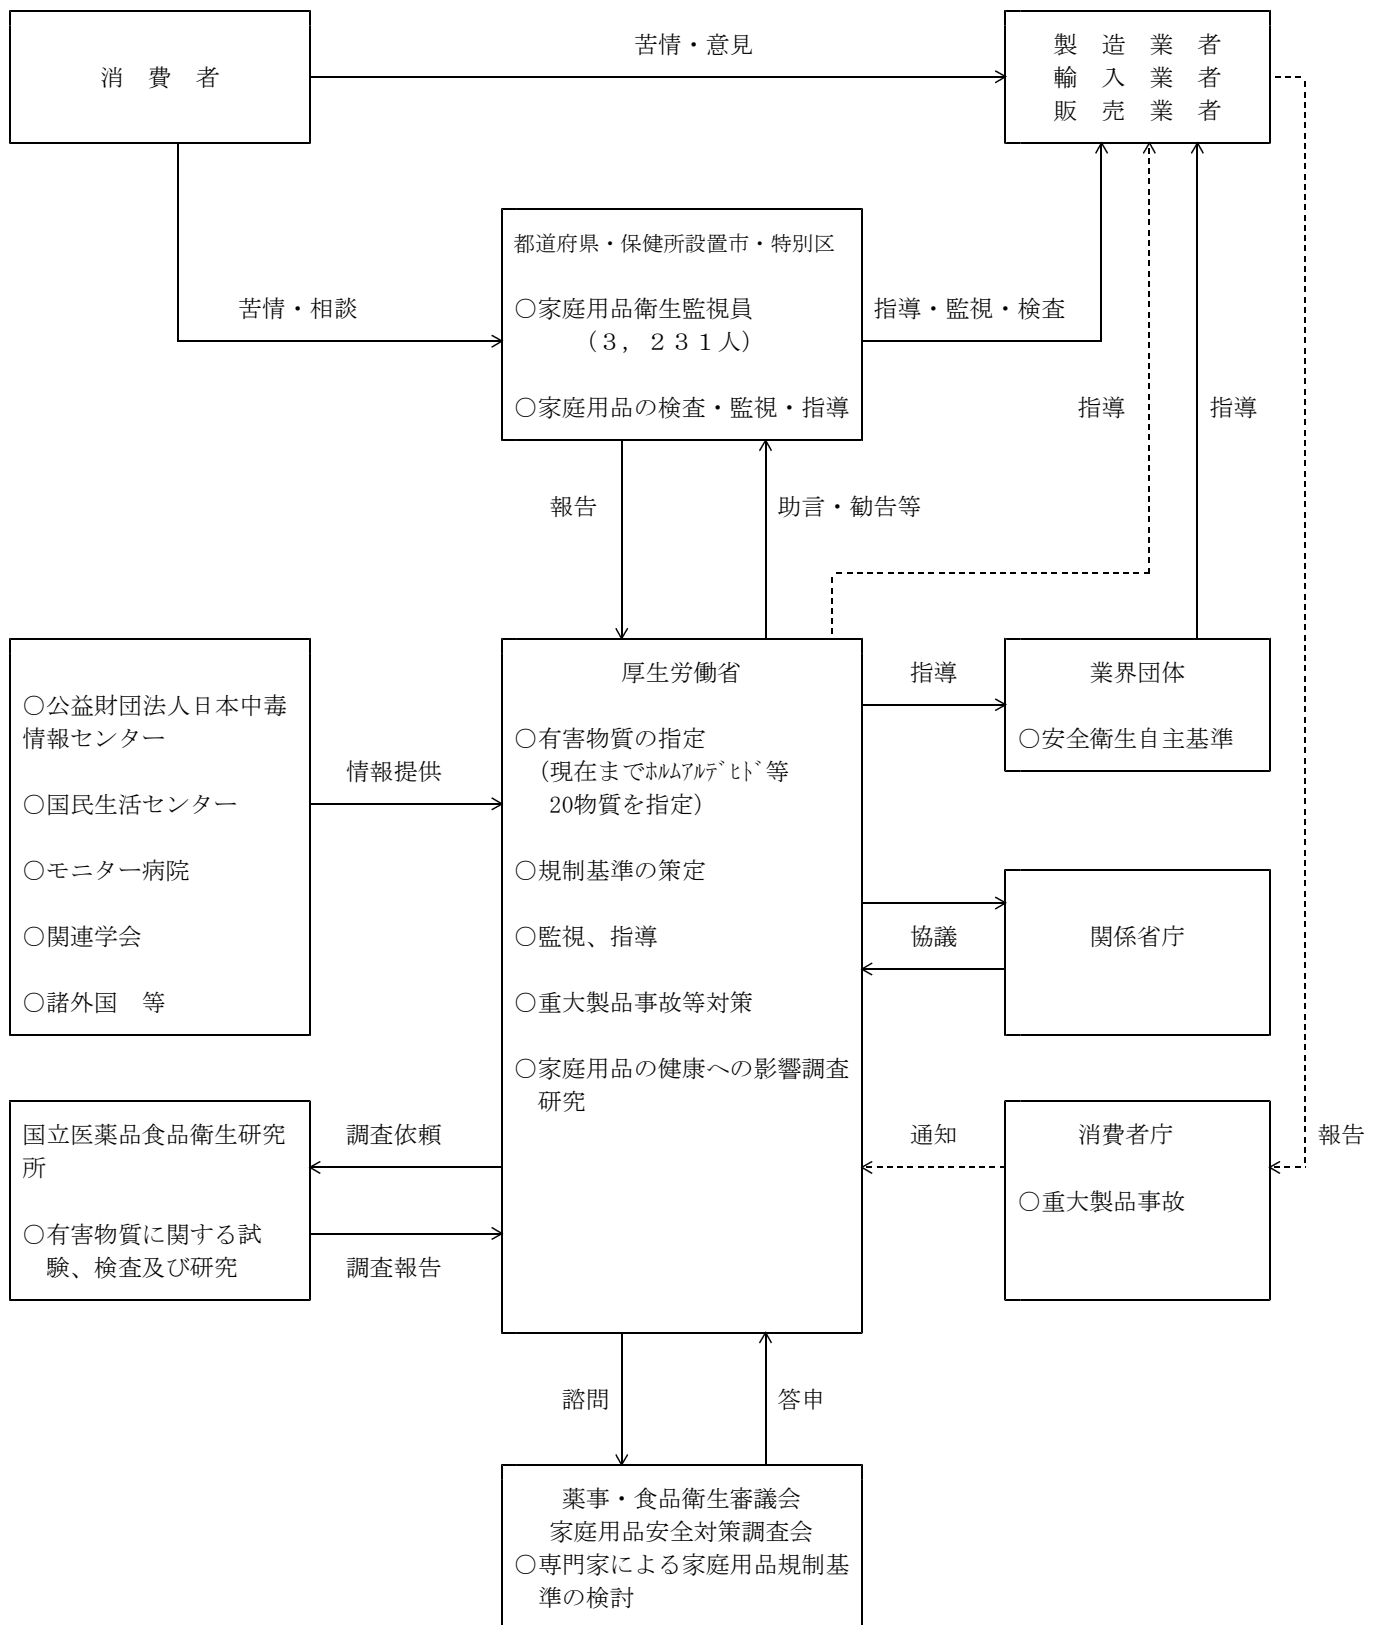 苦情・意見
消　費　者
製　造　業　者
輸　入　業　者
販　売　業　者
都道府県・保健所設置市・特別区
○家庭用品衛生監視員
（３，２３１人）
○家庭用品の検査・監視・指導
苦情・相談
指導・監視・検査
指導
指導
報告
助言・勧告等
○公益財団法人日本中毒
情報センター
○国民生活センター
○モニター病院
○関連学会
○諸外国　等
情報提供
厚生労働省
○有害物質の指定
（現在までﾎﾙﾑｱﾙﾃﾞﾋﾄﾞ等
20物質を指定）
○規制基準の策定
○監視、指導
○重大製品事故等対策
○家庭用品の健康への影響調査
研究
指導
業界団体
○安全衛生自主基準
協議
関係省庁
国立医薬品食品衛生研究
所
○有害物質に関する試
験、検査及び研究
調査依頼
調査報告
通知
消費者庁
○重大製品事故
報告
諮問
答申
薬事・食品衛生審議会
家庭用品安全対策調査会
○専門家による家庭用品規制基
準の検討